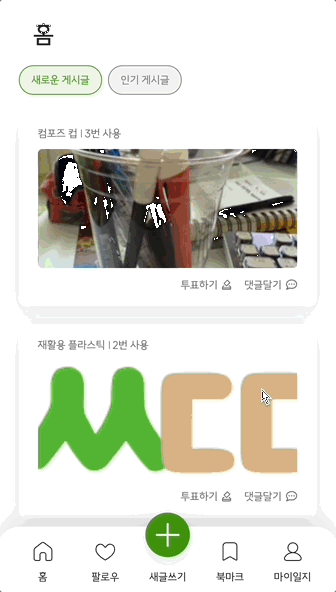 홈
새로운 게시글 인기 게시글
컴포즈 컵 | 3번 사용
투표하기 댓글달기
재활용 플라스틱 | 2번 사용
MCC
투표하기 댓글달기
홈 팔로우 새글쓰기 북마크 마이일지